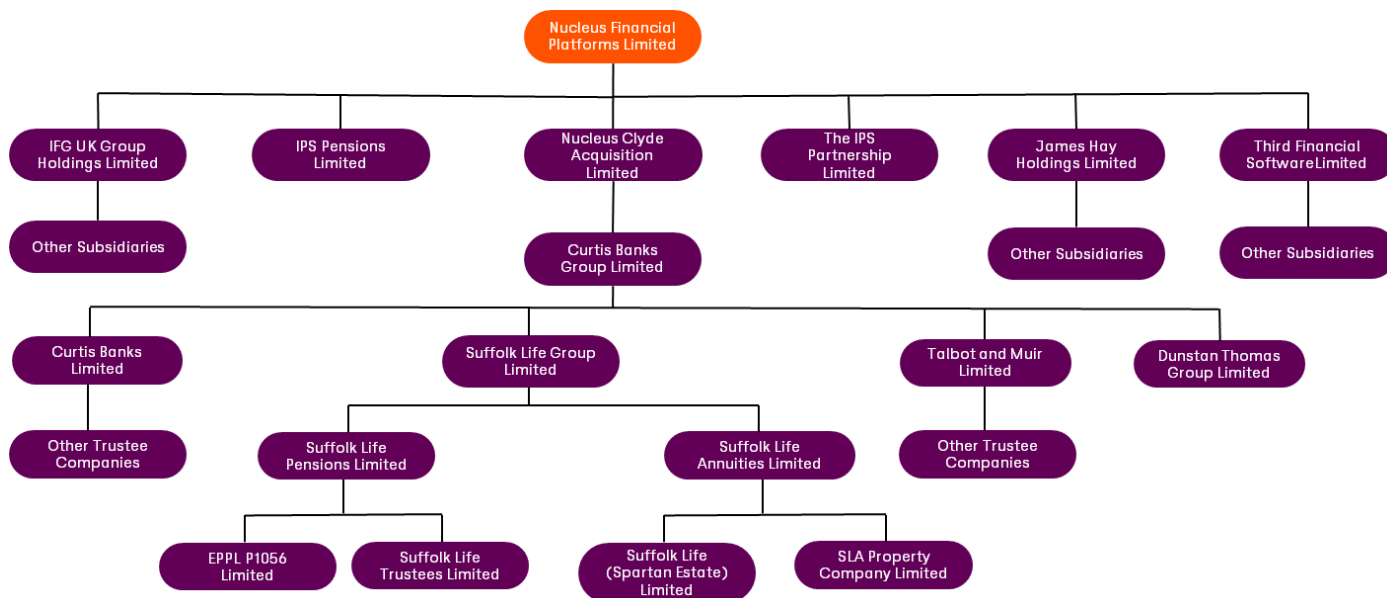 Nucleus Financial
Platforms Limited
IFG UK Group
Holdings Limited
IPS Pensions
Limited
Nucleus Clyde
Acquisition
Limited
The IPS
Partnership
Limited
James Hay
Holdings Limited
Third Financial
SoftwareLimited
Other Subsidiaries
Curtis Banks
Group Limited
Other Subsidiaries
Other Subsidiaries
Curtis Banks
Limited
Suffolk Life Group
Limited
Talbot and Muir
Limited
Dunstan Thomas
Group Limited
Other Trustee
Companies
Suffolk Life
Pensions Limited
Suffolk Life
Annuities Limited
Other Trustee
Companies
EPPL P1056
Limited
Suffolk Life
Trustees Limited
Suffolk Life
(Spartan Estate)
Limited
SLA Property
Company Limited